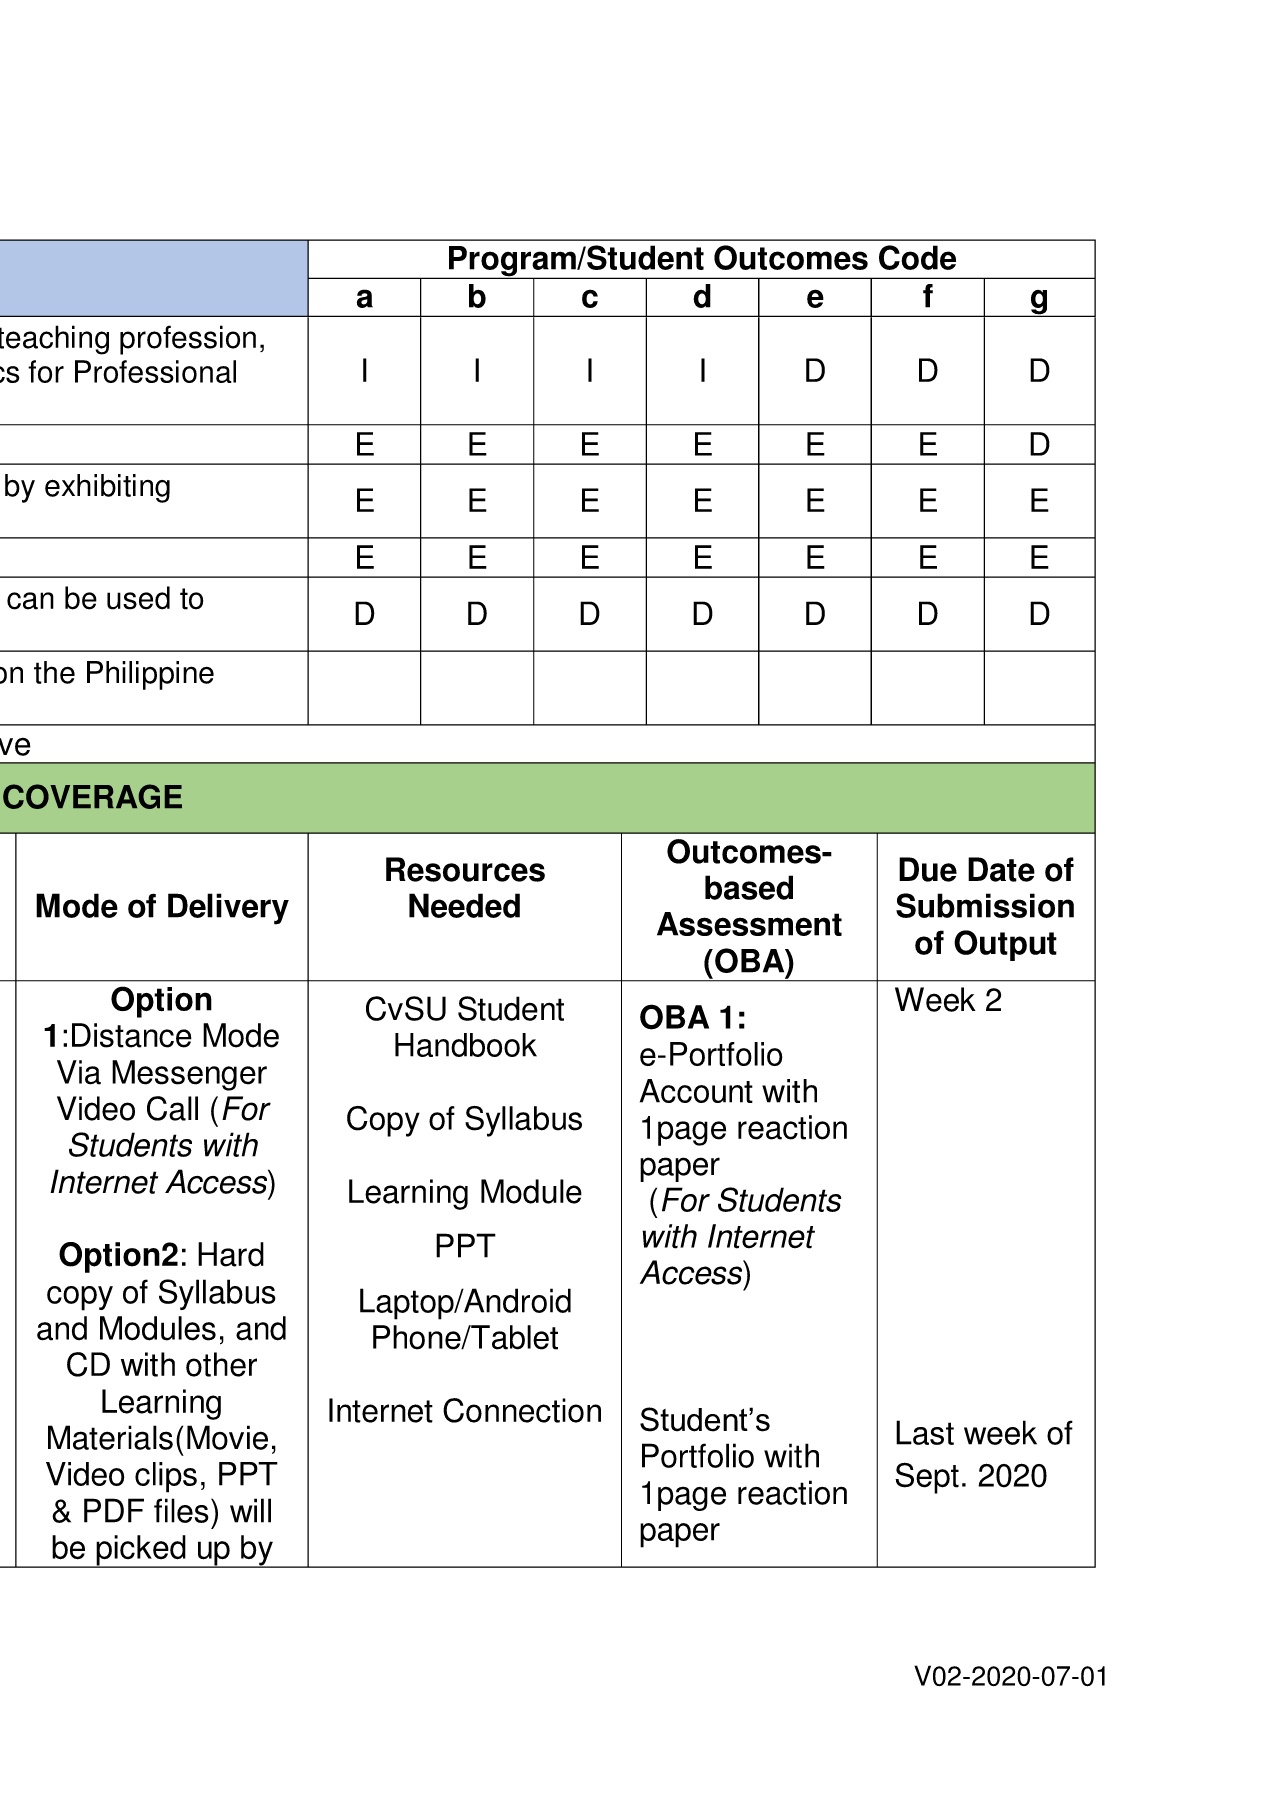 Program/Student Outcomes Code
a b c d e f g
teaching profession,
cs for Professional
I I I I D D D
E E E E E E D
by exhibiting
E E E E E E E
E E E E E E E
can be used to
D D D D D D D
on the Philippine
ve
COVERAGE
Mode of Delivery
Resources
Needed
Outcomes-
based
Assessment
(OBA)
Due Date of
Submission
of Output
Option
1:Distance Mode
Via Messenger
Video Call (For
Students with
Internet Access)
Option2: Hard
copy of Syllabus
and Modules, and
CD with other
Learning
Materials(Movie,
Video clips, PPT
& PDF files) will
be picked up by
CvSU Student
Handbook
Copy of Syllabus
Learning Module
PPT
Laptop/Android
Phone/Tablet
Internet Connection
OBA 1:
e-Portfolio
Account with
1page reaction
paper
(For Students
with Internet
Access)
Student’s
Portfolio with
1page reaction
paper
Week 2
Last week of
Sept. 2020
V02-2020-07-01